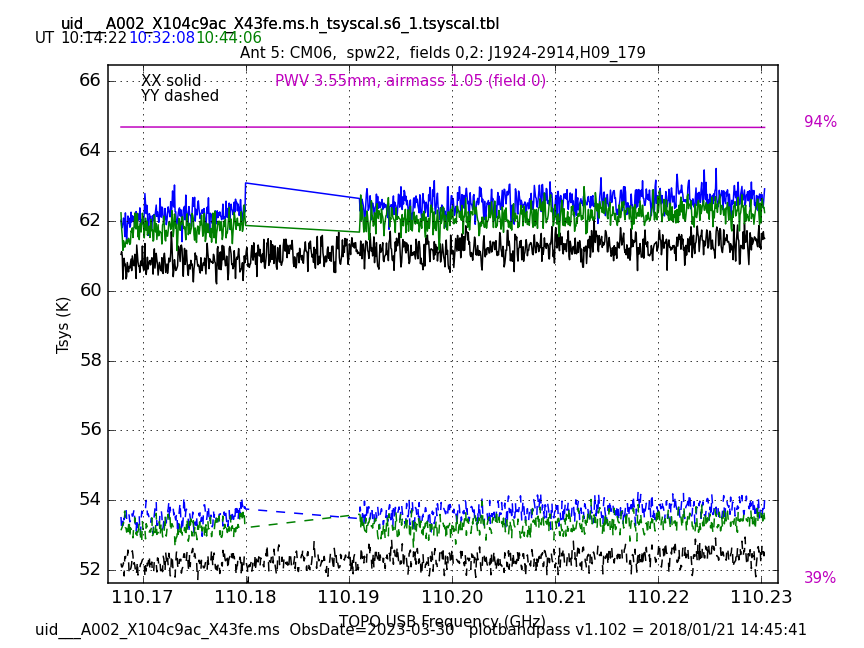 uid___A002_X104c9ac_X43fe.ms.h_tsyscal.s6_1.tsyscal.tbl
UT 10:14:22 10:32:08 10:44:06
Ant 5: CM06, spw22, fields 0,2: J1924-2914,H09_179
66
XX solid
PWV 3.55mm, airmass 1.05 (field 0)
YY dashed
94%
64
62
60
Tsys (K)
58
56
54
52
39%
110.17 110.18 110.19 110.20 110.21 110.22 110.23
TOPO USB Frequency (GHz)
uid___A002_X104c9ac_X43fe.ms ObsDate=2023-03-30 plotbandpass v1.102 = 2018/01/21 14:45:41